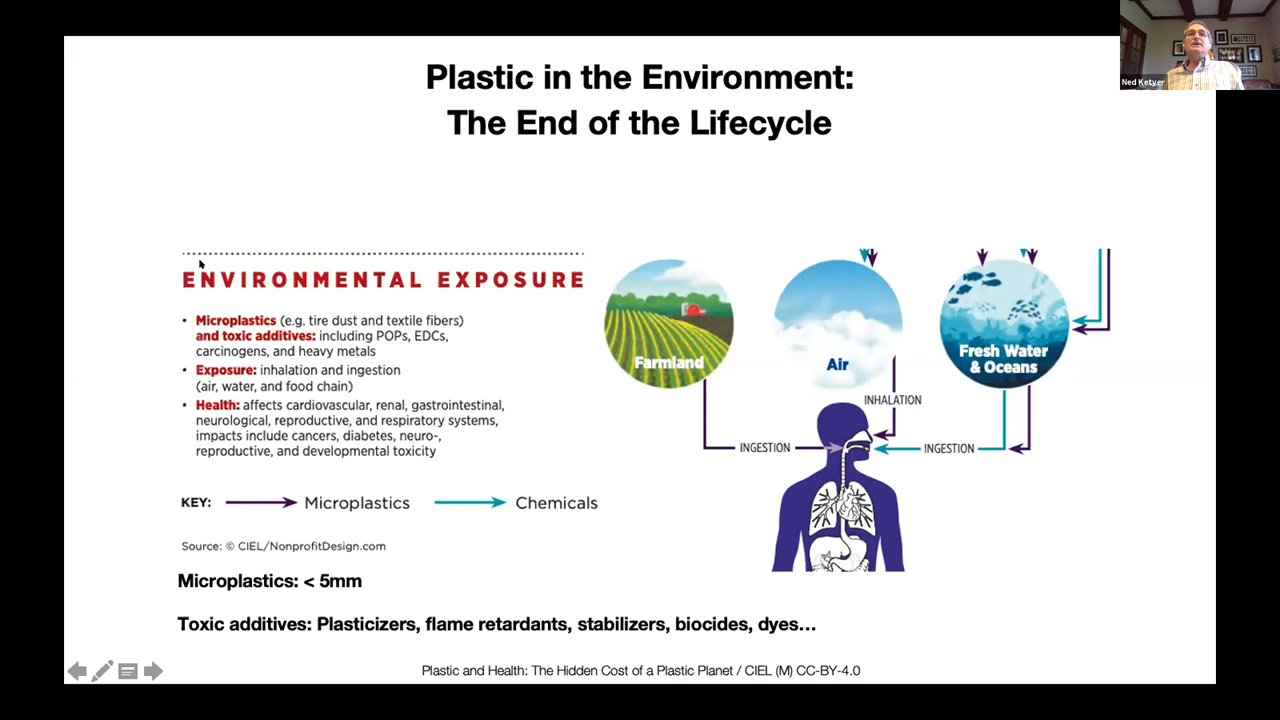 Ned Ketyer
Plastic in the Environment:
The End of the Lifecycle
ENVIRONMENTAL EXPOSURE
• Microplastics (e.g. tire dust and textile fibers)
and toxic additives: including POPs, EDCs,
carcinogens, and heavy metals
• Exposure: inhalation and ingestion
(air, water, and food chain)
• Health: affects cardiovascular, renal, gastrointestinal,
neurological, reproductive, and respiratory systems,
impacts include cancers, diabetes, neuro-,
reproductive, and developmental toxicity
KEY: Microplastics Chemicals
Source: © CIEL/NonprofitDesign.com
Farmland
Air
Fresh Water
& Oceans
INHALATION
INGESTION
INGESTION
Microplastics: < 5mm
Toxic additives: Plasticizers, flame retardants, stabilizers, biocides, dyes...
Plastic and Health: The Hidden Cost of a Plastic Planet / CIEL (M) CC-BY-4.0